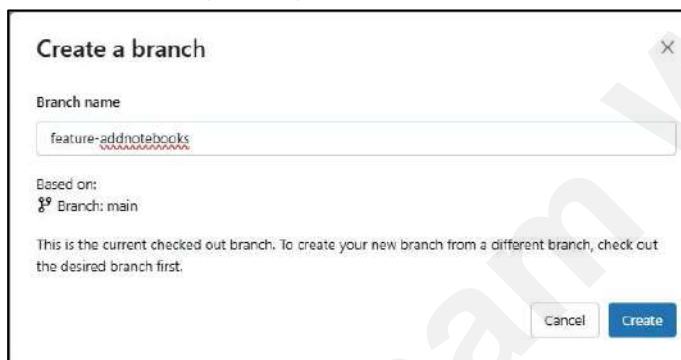 Create a branch
Branch name
feature-addnotebooks
Based on:
Branch: main
This is the current checked out branch. To create your new branch from a different branch, check out
the desired branch first.
Cancel Create